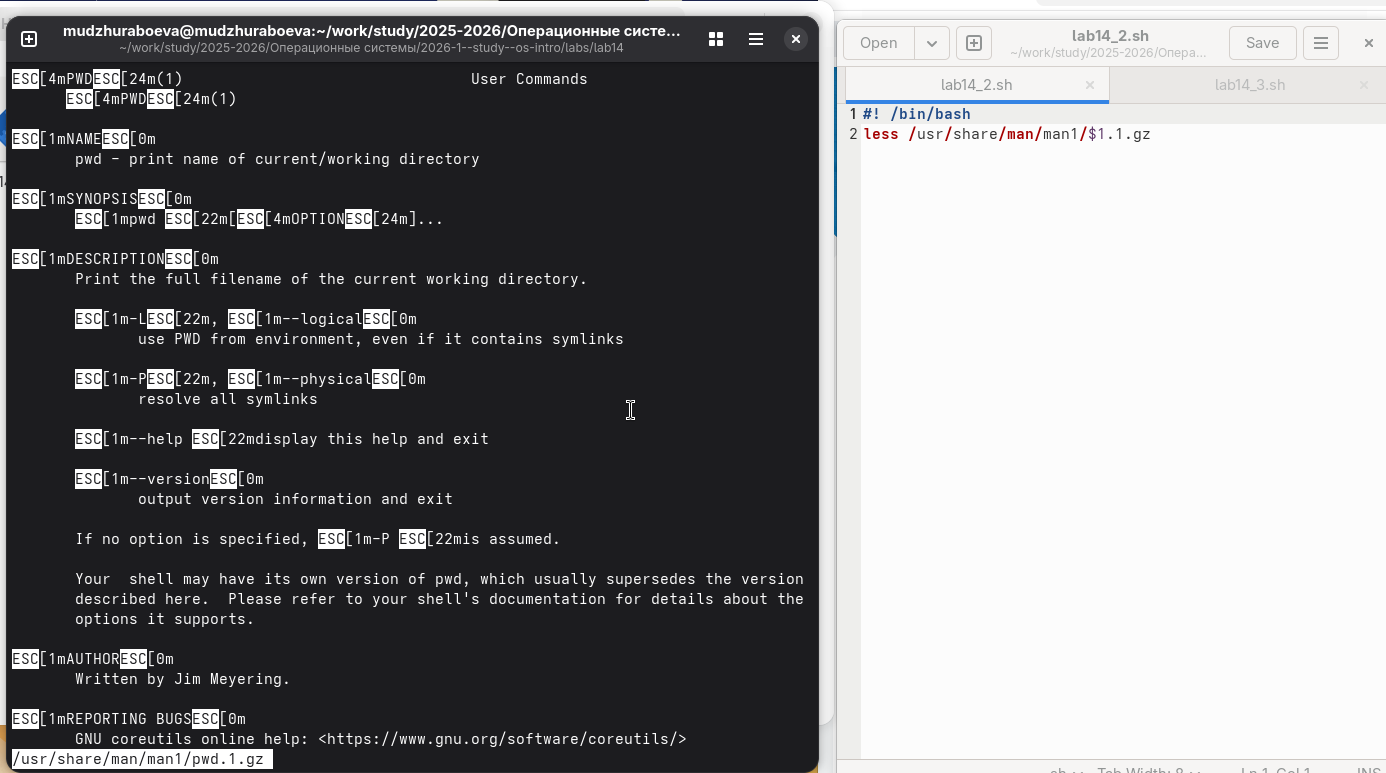 mudzhuraboeva@mudzhuraboeva:~/work/study/2025-2026/Операционные систе…
~/work/study/2025-2026/Операционные системы/2026-1--study--os-intro/labs/lab14
ESC[4mPWDESC[24m(1) User Commands
ESC[4mPWDESC[24m(1)
ESC[1mNAMEESC[0m
pwd - print name of current/working directory
ESC[1mSYNOPSISESC[0m
ESC[1mpwd ESC[22m[ESC[4mOPTIONESC[24m]...
ESC[1mDESCRIPTIONESC[0m
Print the full filename of the current working directory.
ESC[1m-LESC[22m, ESC[1m--logicalESC[0m
use PWD from environment, even if it contains symlinks
ESC[1m-PESC[22m, ESC[1m--physicalESC[0m
resolve all symlinks
ESC[1m--help ESC[22mdisplay this help and exit
ESC[1m--versionESC[0m
output version information and exit
If no option is specified, ESC[1m-P ESC[22mis assumed.
Your  shell may have its own version of pwd, which usually supersedes the version
described here.  Please refer to your shell's documentation for details about the
options it supports.
ESC[1mAUTHORESC[0m
Written by Jim Meyering.
ESC[1mREPORTING BUGSESC[0m
GNU coreutils online help: <https://www.gnu.org/software/coreutils/>
/usr/share/man/man1/pwd.1.gz
Open
lab14_2.sh
~/work/study/2025-2026/Опера…
Save
lab14_2.sh
lab14_3.sh
1 #! /bin/bash
2 less /usr/share/man/man1/$1.1.gz